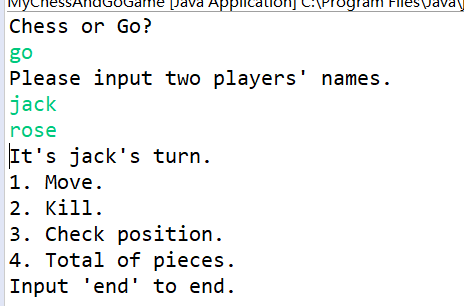 MyChessAndGoGame [Java Application] C:\Program Files\Java\
Chess or Go?
go
Please input two players' names.
jack
rose
It's jack's turn.
1. Move.
2. Kill.
3. Check position.
4. Total of pieces.
Input 'end' to end.